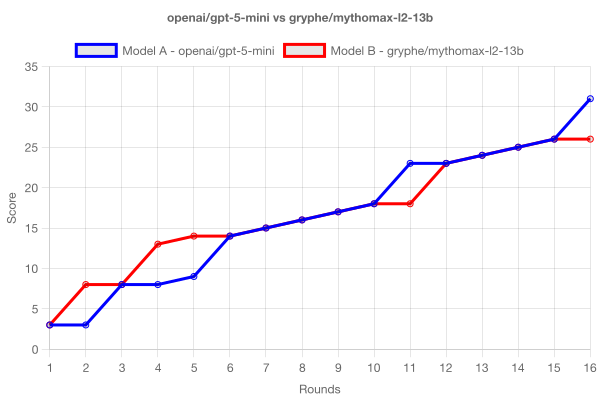 openai/gpt-5-mini vs gryphe/mythomax-l2-13b
Model A - openai/gpt-5-mini Model B - gryphe/mythomax-l2-13b
35
30
25
20
15
10
5
0
Score
1 2 3 4 5 6 7 8 9 10 11 12 13 14 15 16
Rounds